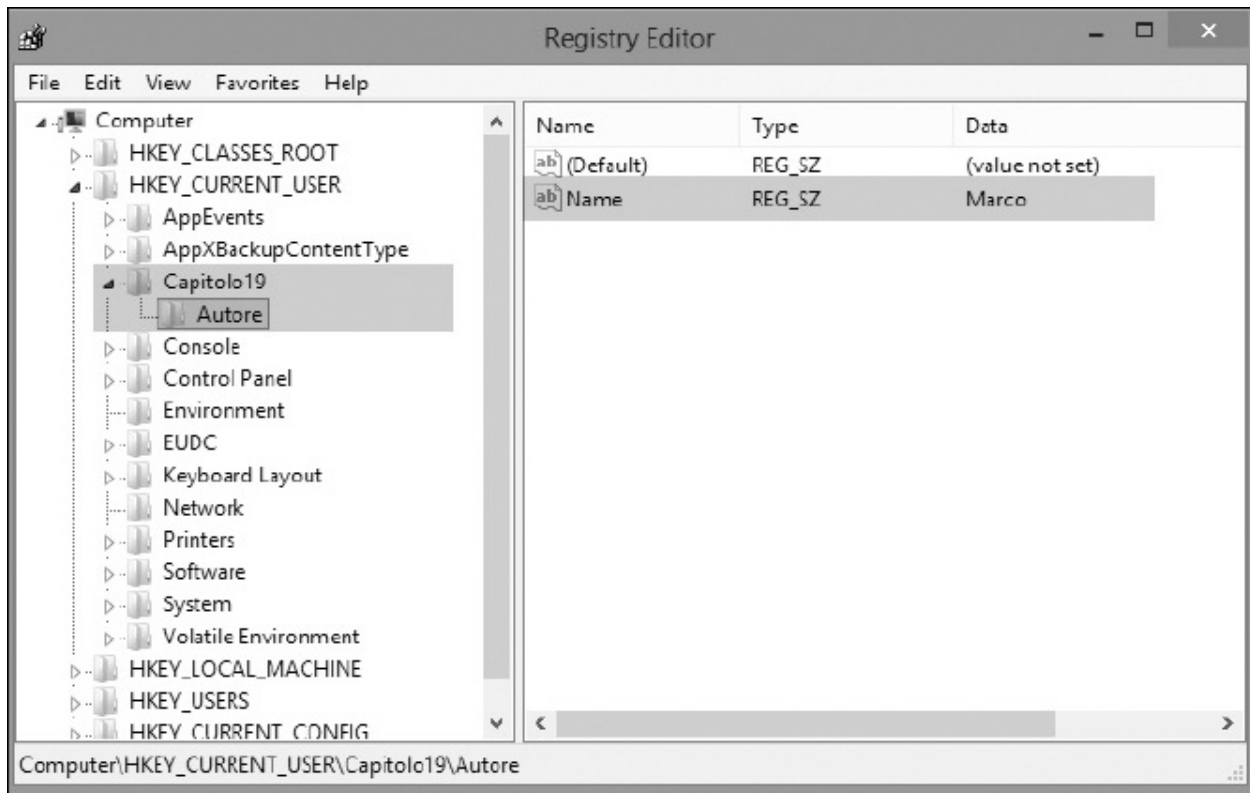 Registry Editor
File Edit View Favorites Help
Computer
HKEY_CLASSES_ROOT
HKEY_CURRENT_USER
AppEvents
AppXBackupContentType
Capitolo19
Autore
Console
Control Panel
Environment
EUDC
Keyboard Layout
Network
Printers
Software
System
Volatile Environment
HKEY_LOCAL_MACHINE
HKEY_USERS
HKEY_CURRENT_CONFIG
Name Type Data
ab (Default) REG_SZ (value not set)
ab Name REG_SZ Marco
Computer\HKEY_CURRENT_USER\Capitolo19\Autore